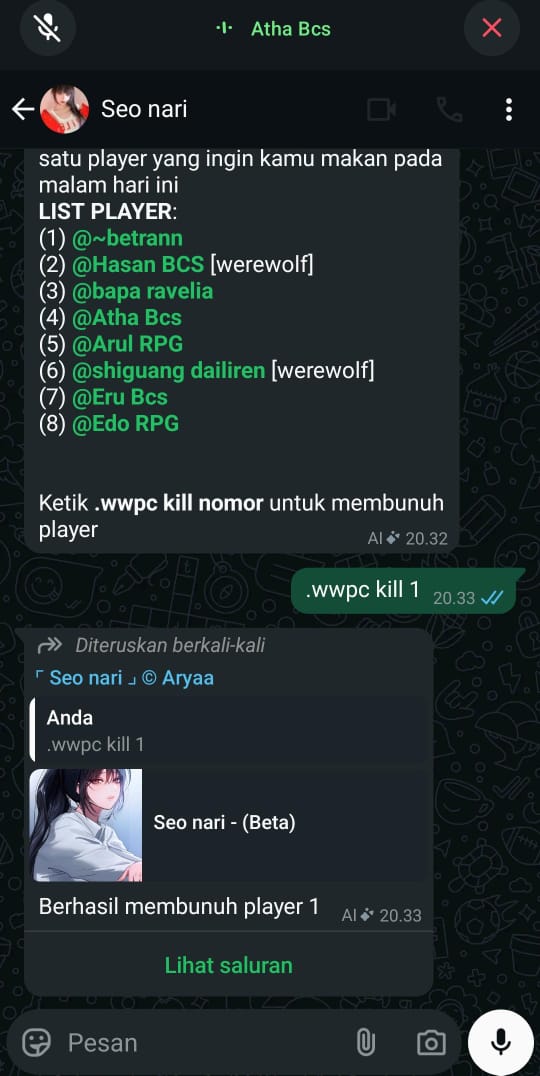 Atha Bcs
Seo nari
satu player yang ingin kamu makan pada
malam hari ini
LIST PLAYER:
(1) @~betrann
(2) @Hasan BCS [werewolf]
(3) @bapa ravelia
(4) @Atha Bcs
(5) @Arul RPG
(6) @shiguang dailiren [werewolf]
(7) @Eru Bcs
(8) @Edo RPG
Ketik .wwpc kill nomor untuk membunuh
player
AI 20.32
.wwpc kill 1 20.33
Diteruskan berkali-kali
「 Seo nari 」 © Aryaa
Anda
.wwpc kill 1
Seo nari - (Beta)
Berhasil membunuh player 1 AI 20.33
Lihat saluran
Pesan